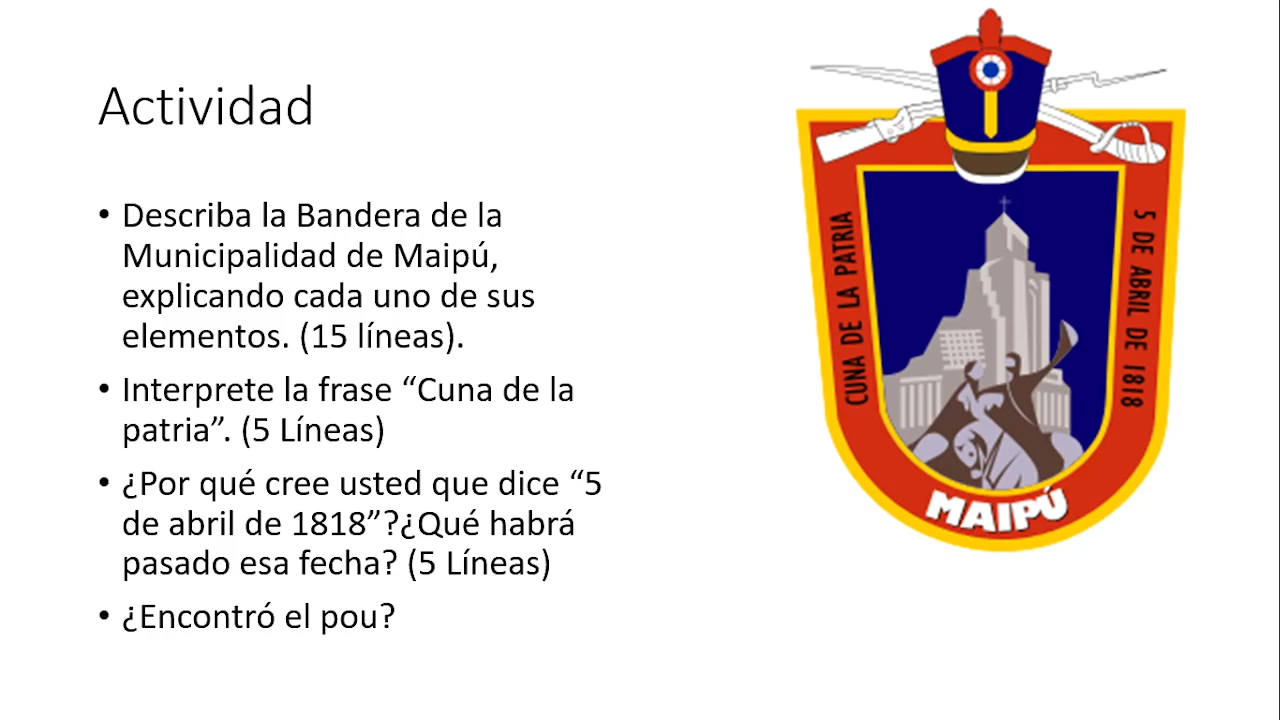 Actividad
• Describa la Bandera de la
Municipalidad de Maipú,
explicando cada uno de sus
elementos. (15 líneas).
• Interprete la frase “Cuna de la
patria”. (5 Líneas)
• ¿Por qué cree usted que dice “5
de abril de 1818”?¿Qué habrá
pasado esa fecha? (5 Líneas)
• ¿Encontró el pou?
CUNA DE LA PATRIA
5 DE ABRIL DE 1818
MAIPÚ